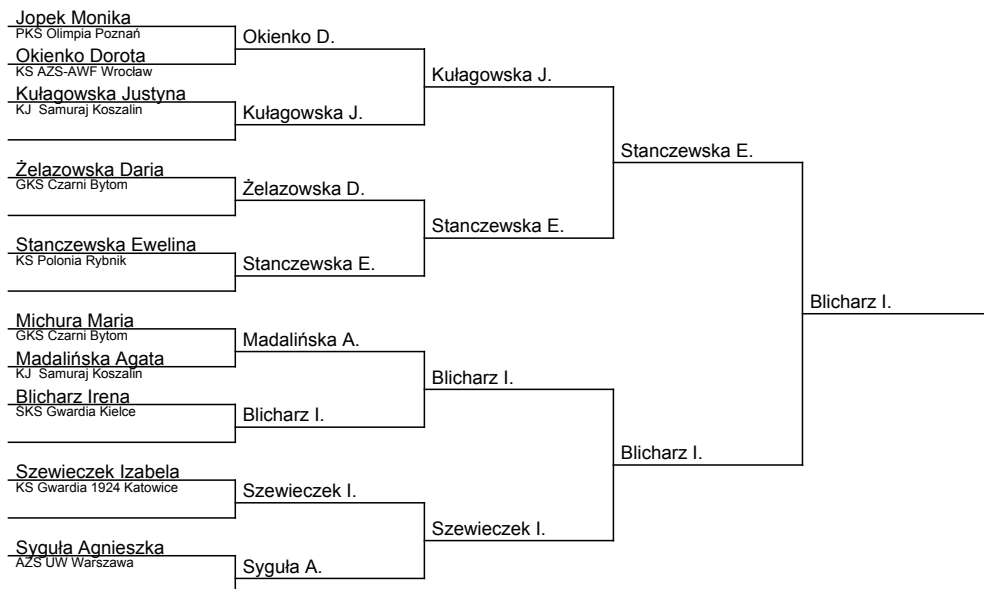 Jopek Monika
PKS Olimpia Poznań
Okienko D.
Okienko Dorota
KS AZS-AWF Wrocław
Kułagowska J.
Kułagowska Justyna
KJ Samuraj Koszalin
Kułagowska J.
Stanczewska E.
Żelazowska Daria
GKS Czarni Bytom
Żelazowska D.
Stanczewska E.
Stanczewska Ewelina
KS Polonia Rybnik
Stanczewska E.
Blicharz I.
Michura Maria
GKS Czarni Bytom
Madalińska A.
Madalińska Agata
KJ Samuraj Koszalin
Blicharz I.
Blicharz Irena
SKS Gwardia Kielce
Blicharz I.
Blicharz I.
Szewieczek Izabela
KS Gwardia 1924 Katowice
Szewieczek I.
Szewieczek I.
Syguła Agnieszka
AZS UW Warszawa
Syguła A.